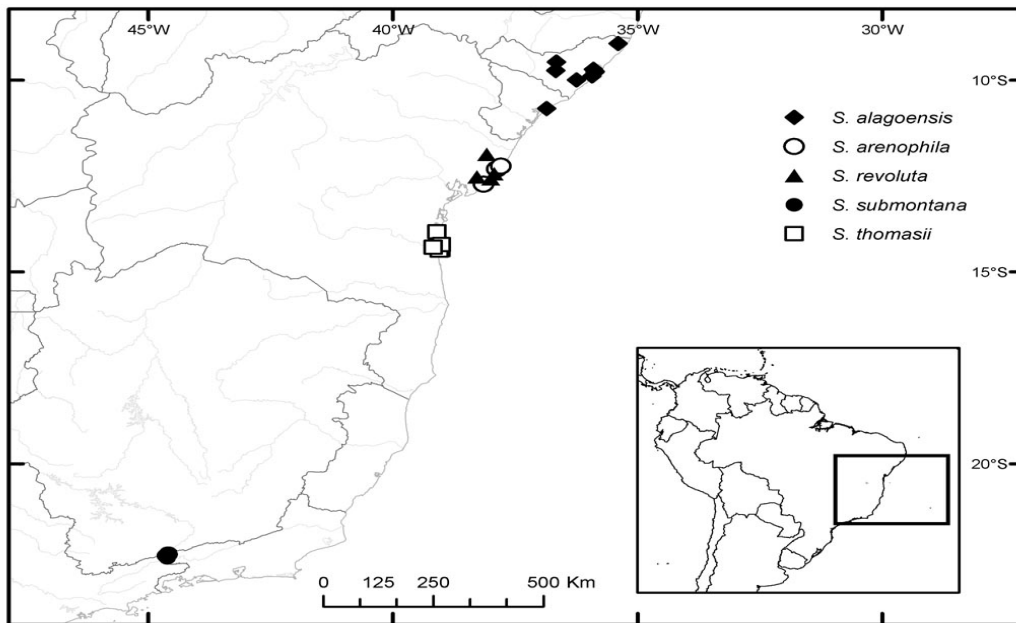 45°W 40°W 35°W 30°W
10°S
S. alagoensis
S. arenophila
S. revoluta
S. submontana
S. thomasii
15°S
20°S
0 125 250 500 Km